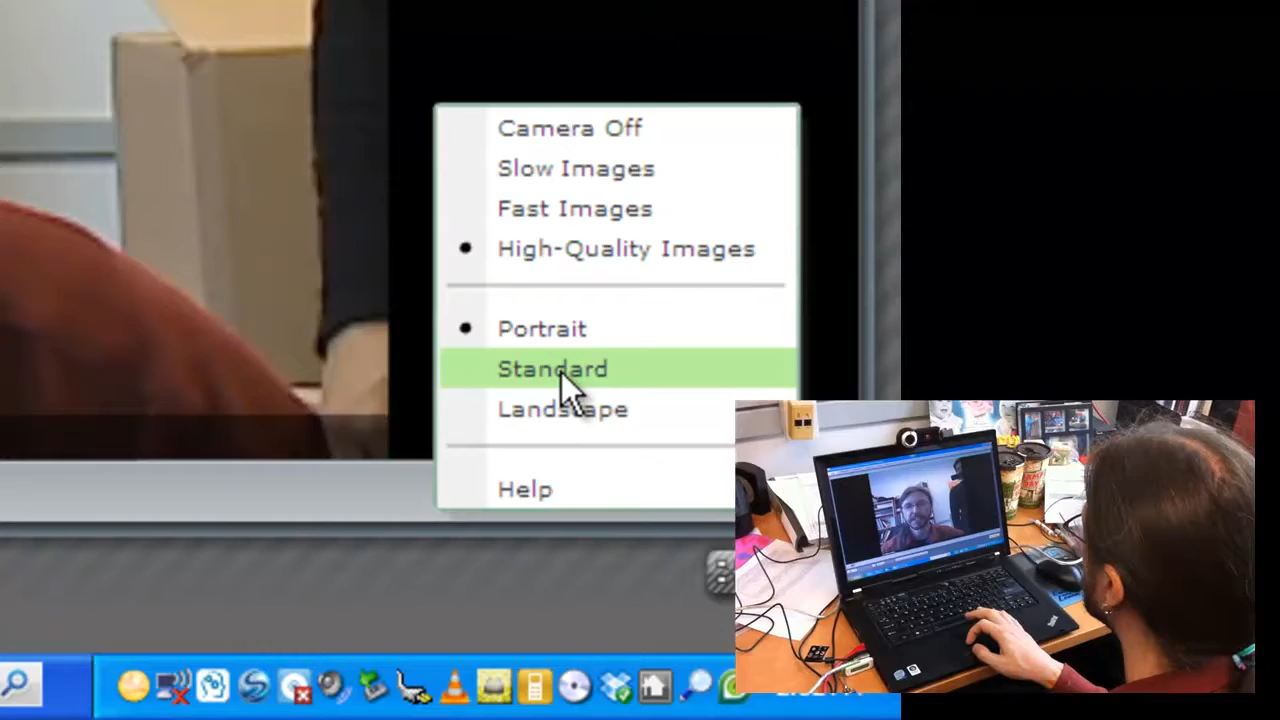 Camera Off
Slow Images
Fast Images
High-Quality Images
Portrait
Standard
Landscape
Help